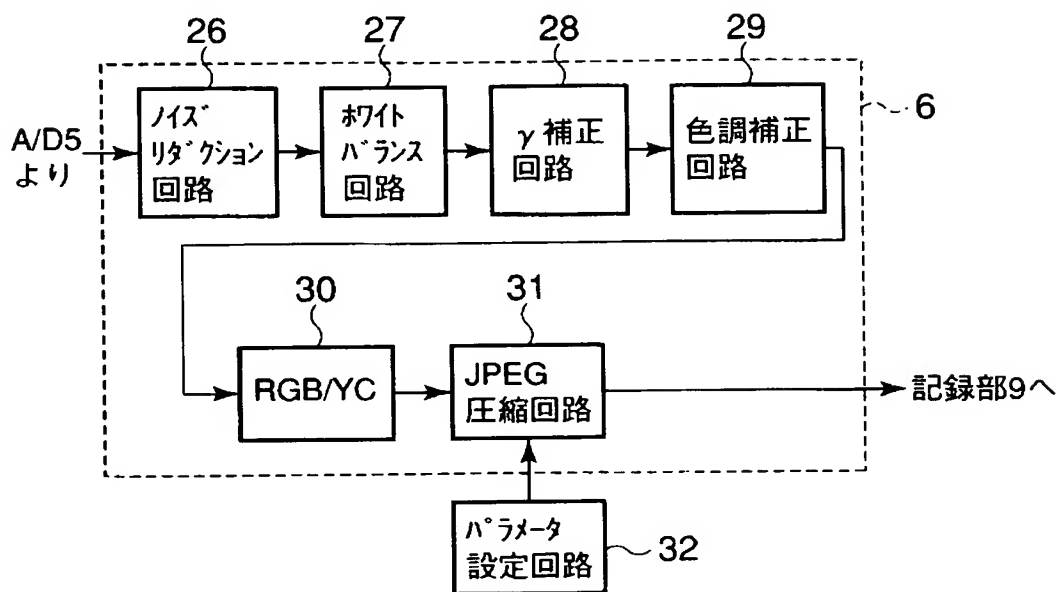 26
27
28
29
6
A/D5
より
ノイズ
リダクション
回路
ホワイト
バランス
回路
γ補正
回路
色調補正
回路
30
31
RGB/YC
JPEG
圧縮回路
記録部9へ
パラメータ
設定回路
32